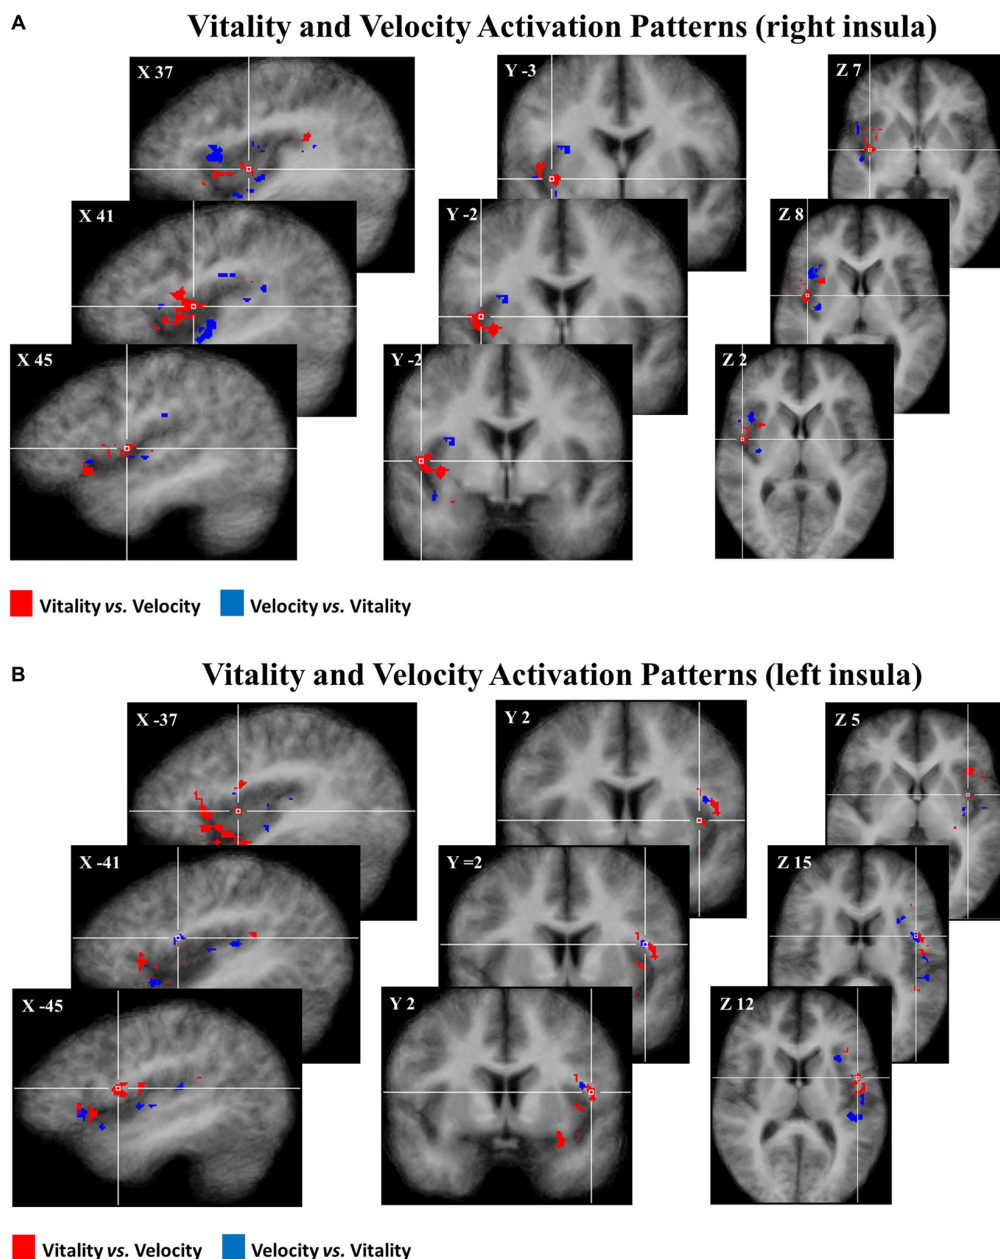 A
Vitality and Velocity Activation Patterns (right insula)
X 37
Y -3
Z 7
X 41
Y -2
Z 8
X 45
Y -2
Z 2
Vitality vs. Velocity
Velocity vs. Vitality
B
Vitality and Velocity Activation Patterns (left insula)
X -37
Y 2
Z 5
X -41
Y =2
Z 15
X -45
Y 2
Z 12
Vitality vs. Velocity
Velocity vs. Vitality